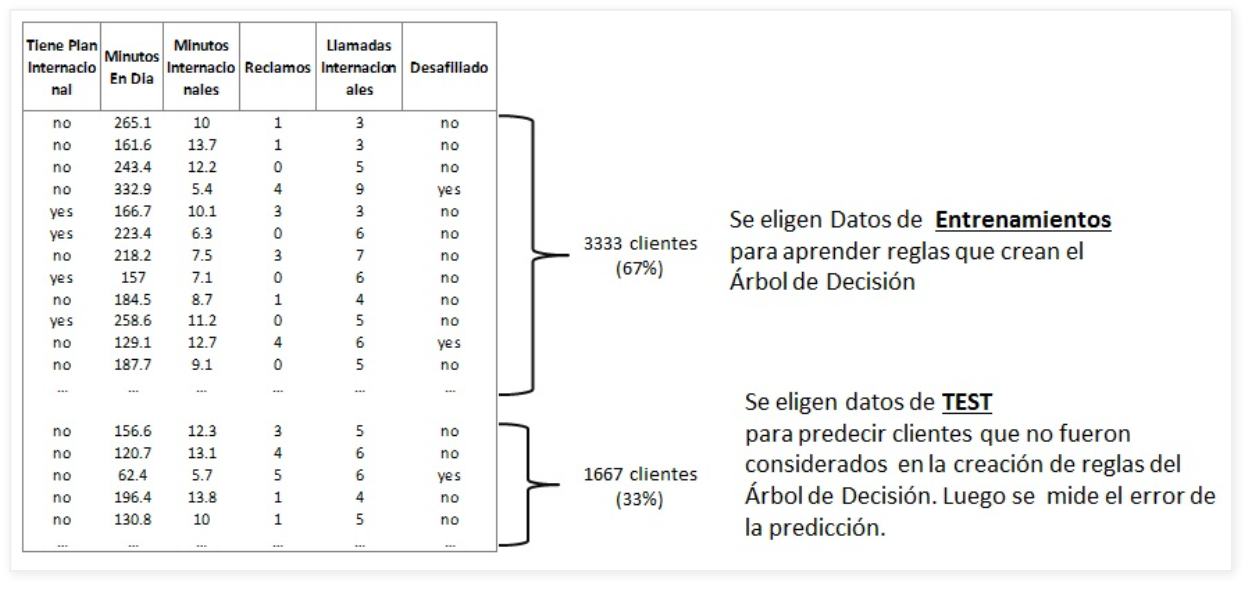 Tiene Plan Internacio nal Minutos En Dia Minutos Internacio nales Reclamos Llamadas Internacion ales Desafiliado
no 265.1 10 1 3 no
no 161.6 13.7 1 3 no
no 243.4 12.2 0 5 no
no 332.9 5.4 4 9 yes
yes 166.7 10.1 3 3 no
yes 223.4 6.3 0 6 no
no 218.2 7.5 3 7 no
yes 157 7.1 0 6 no
no 184.5 8.7 1 4 no
yes 258.6 11.2 0 5 no
no 129.1 12.7 4 6 yes
no 187.7 9.1 0 5 no
... ... ... ... ... ...
3333 clientes
(67%)
Se eligen Datos de Entrenamientos
para aprender reglas que crean el
Árbol de Decisión
no 156.6 12.3 3 5 no
no 120.7 13.1 4 6 no
no 62.4 5.7 5 6 yes
no 196.4 13.8 1 4 no
no 130.8 10 1 5 no
... ... ... ... ... ...
1667 clientes
(33%)
Se eligen datos de TEST
para predecir clientes que no fueron
considerados en la creación de reglas del
Árbol de Decisión. Luego se mide el error de
la predicción.